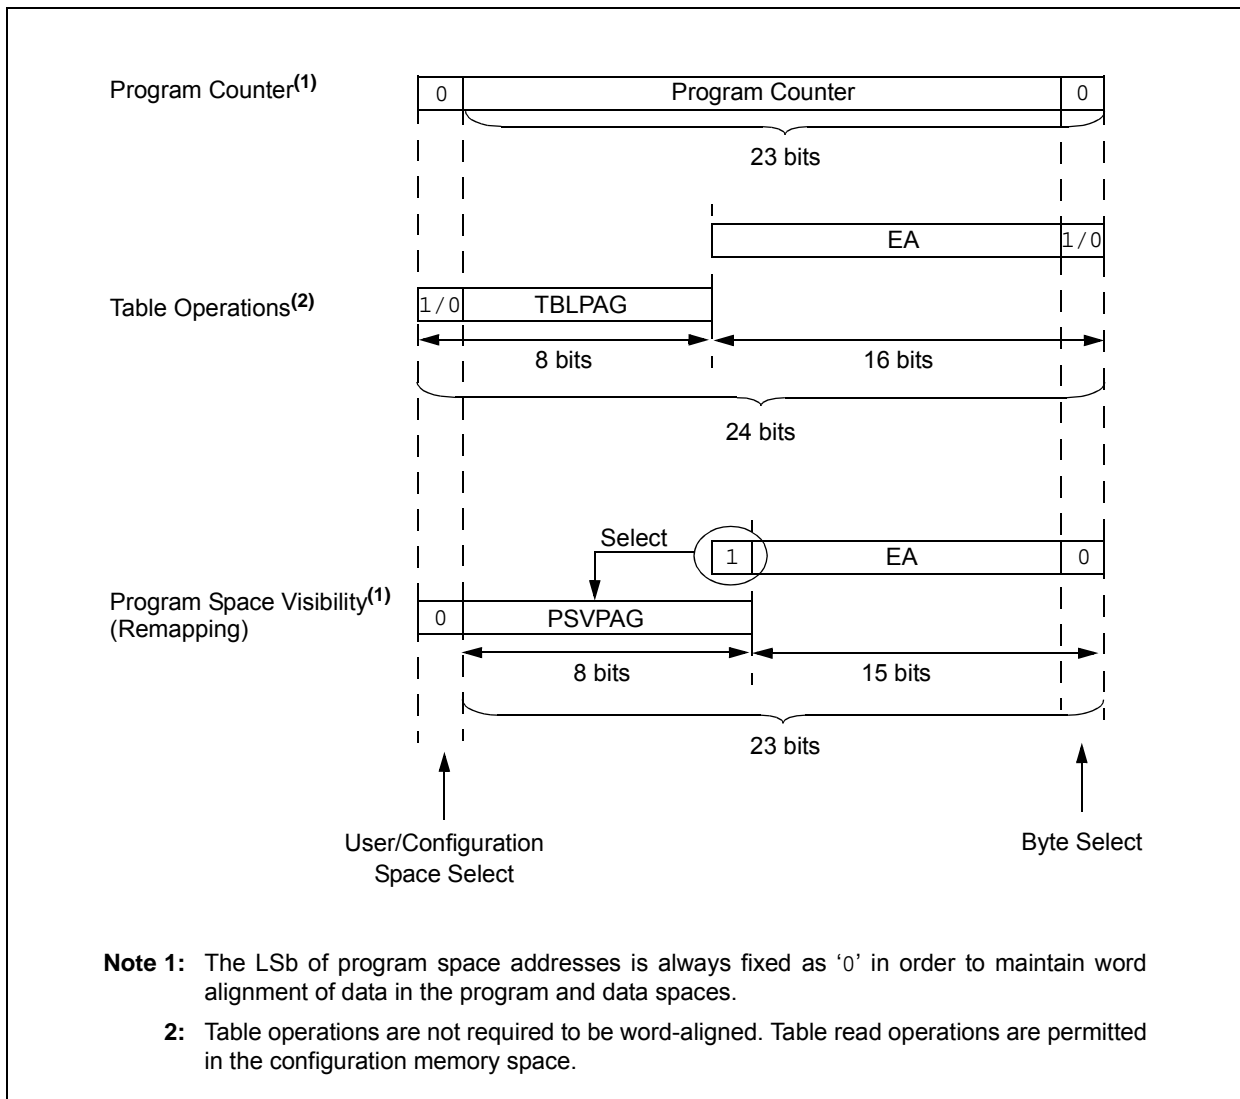 Program Counter(1)
0
Program Counter
0
23 bits
EA
1/0
Table Operations(2)
1/0
TBLPAG
8 bits
16 bits
24 bits
Select
1
EA
0
Program Space Visibility(1)
(Remapping)
0
PSVPAG
8 bits
15 bits
23 bits
User/Configuration
Space Select
Byte Select
Note 1: The LSb of program space addresses is always fixed as ‘0’ in order to maintain word
alignment of data in the program and data spaces.
2: Table operations are not required to be word-aligned. Table read operations are permitted
in the configuration memory space.